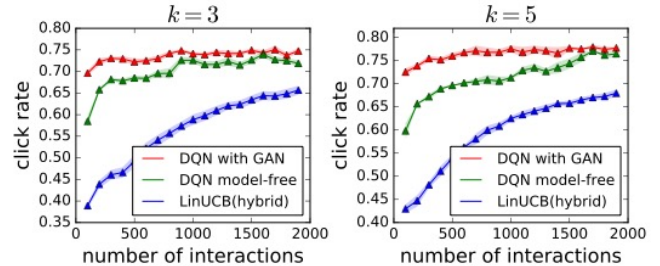 k = 3
0.80
0.75
0.70
0.65
0.60
0.55
0.50
0.45
0.40
0.35
click rate
DQN with GAN
DQN model-free
LinUCB(hybrid)
0 500 1000 1500 2000
number of interactions
k = 5
0.80
0.75
0.70
0.65
0.60
0.55
0.50
0.45
0.40
click rate
DQN with GAN
DQN model-free
LinUCB(hybrid)
0 500 1000 1500 2000
number of interactions